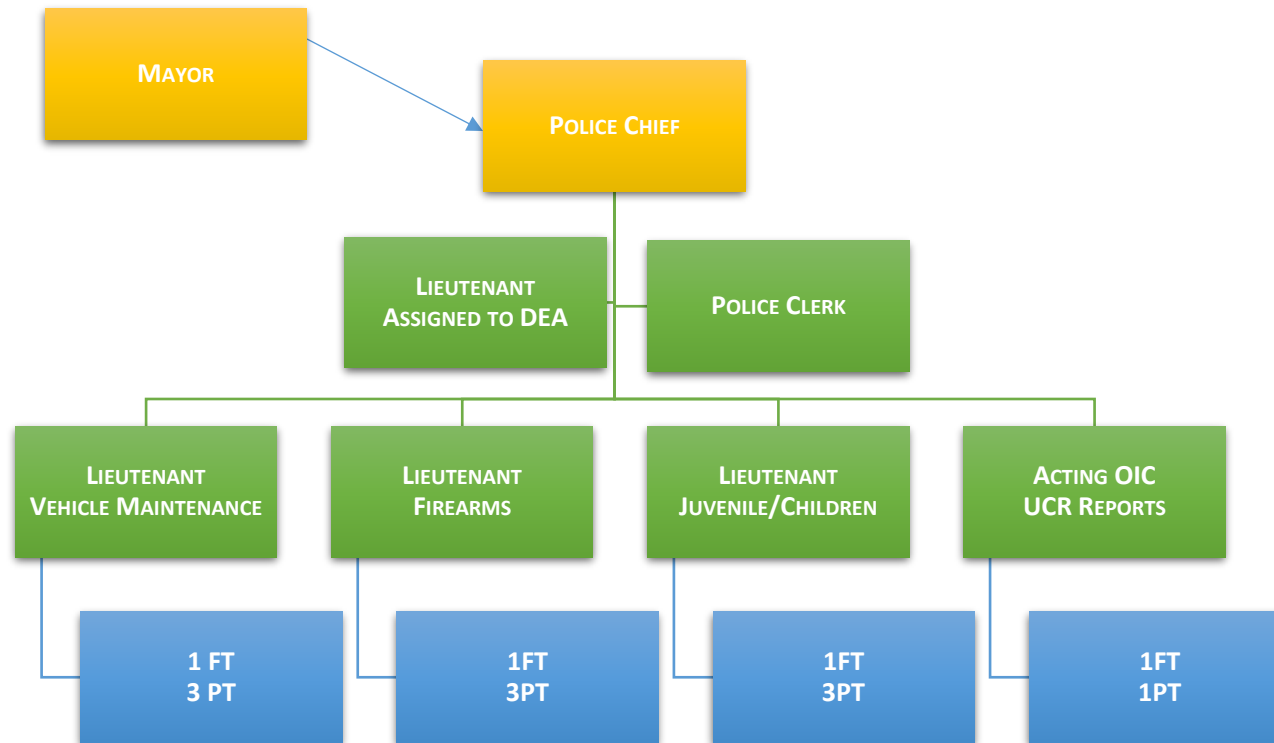 MAYOR
POLICE CHIEF
LIEUTENANT
ASSIGNED TO DEA
POLICE CLERK
LIEUTENANT
VEHICLE MAINTENANCE
LIEUTENANT
FIREARMS
LIEUTENANT
JUVENILE/CHILDREN
ACTING OIC
UCR REPORTS
1 FT
3 PT
1FT
3PT
1FT
3PT
1FT
1PT